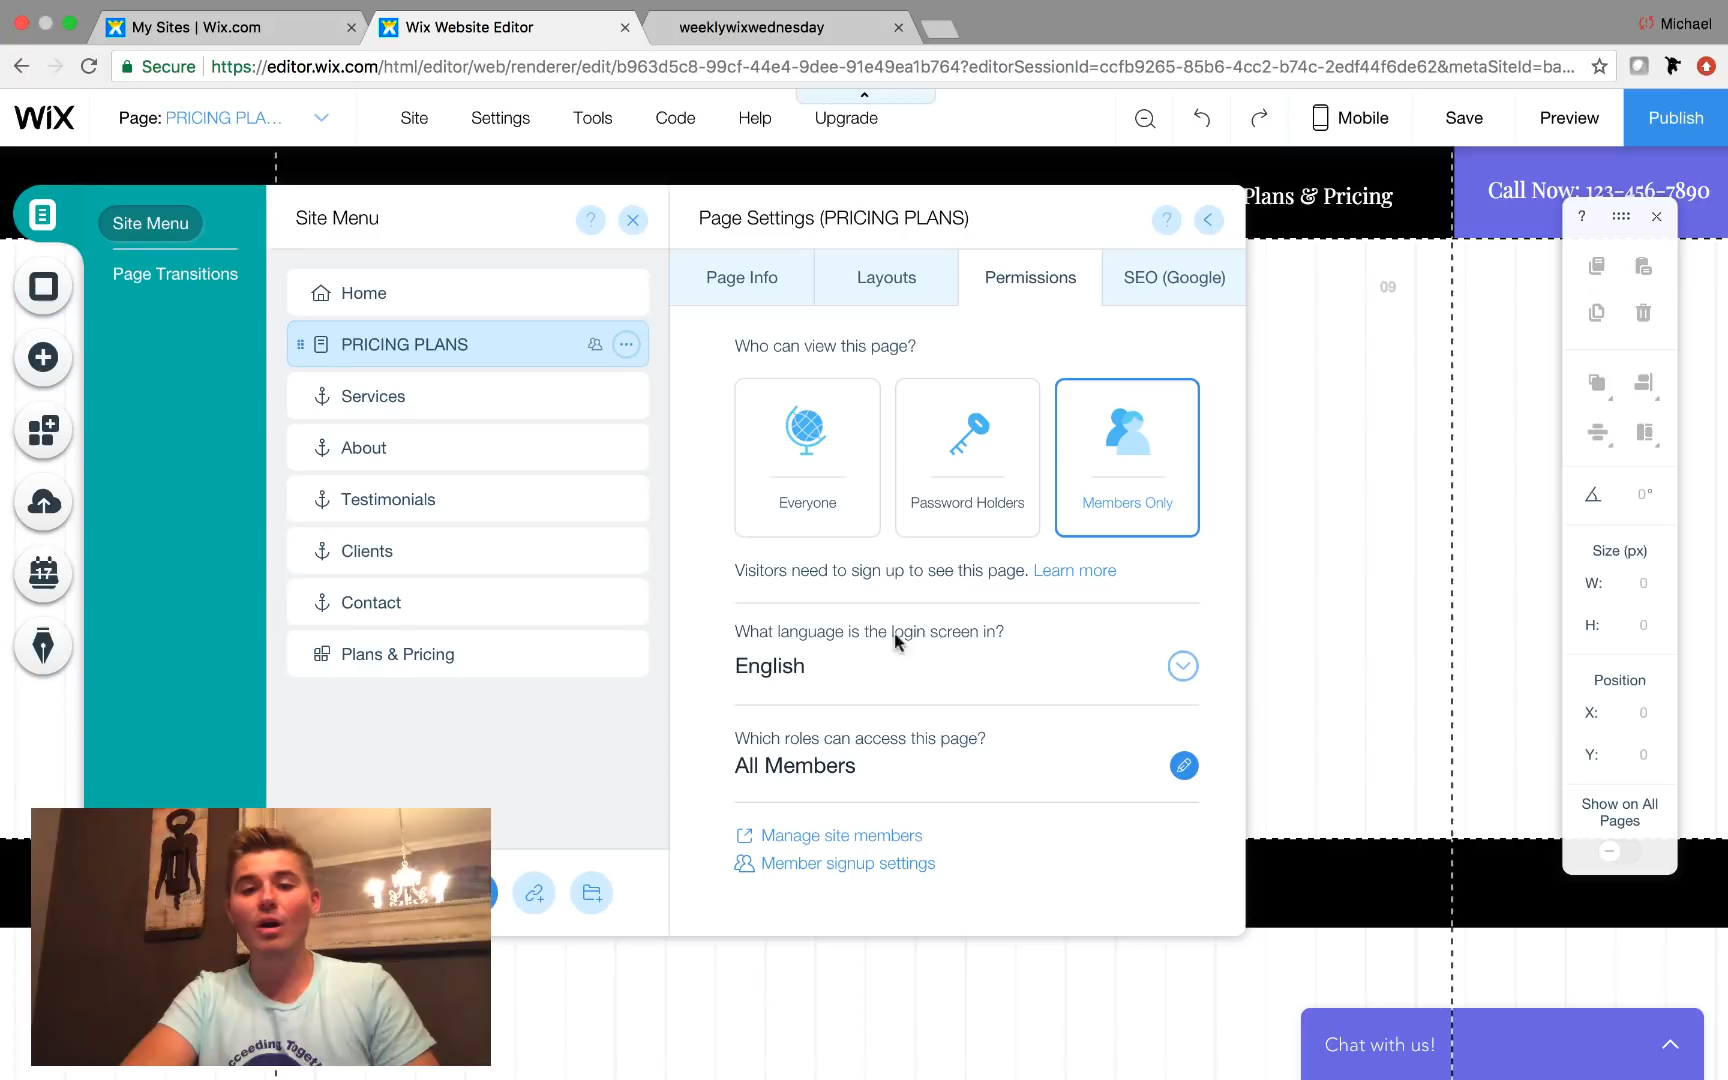 My Sites | Wix.com
Wix Website Editor
weeklywixwednesday
Michael
Secure
https://editor.wix.com/html/editor/web/renderer/edit/b963d5c8-99cf-44e4-9dee-91e49ea1b764?editorSessionId=ccfb9265-85b6-4cc2-b74c-2edf44f6de62&metaSiteId=ba...
WiX
Page: PRICING PLA...
Site
Settings
Tools
Code
Help
Upgrade
Mobile
Save
Preview
Publish
Plans & Pricing
Call Now: 123-456-7890
Site Menu
Page Transitions
Site Menu
?
Home
PRICING PLANS
Services
About
Testimonials
Clients
Contact
Plans & Pricing
17
Page Settings (PRICING PLANS)
?
Page Info
Layouts
Permissions
SEO (Google)
Who can view this page?
Everyone
Password Holders
Members Only
Visitors need to sign up to see this page. Learn more
What language is the login screen in?
English
Which roles can access this page?
All Members
Manage site members
Member signup settings
09
?
0°
Size (px)
W: 0
H: 0
Position
X: 0
Y: 0
Show on All
Pages
Chat with us!
cceeding Togeth